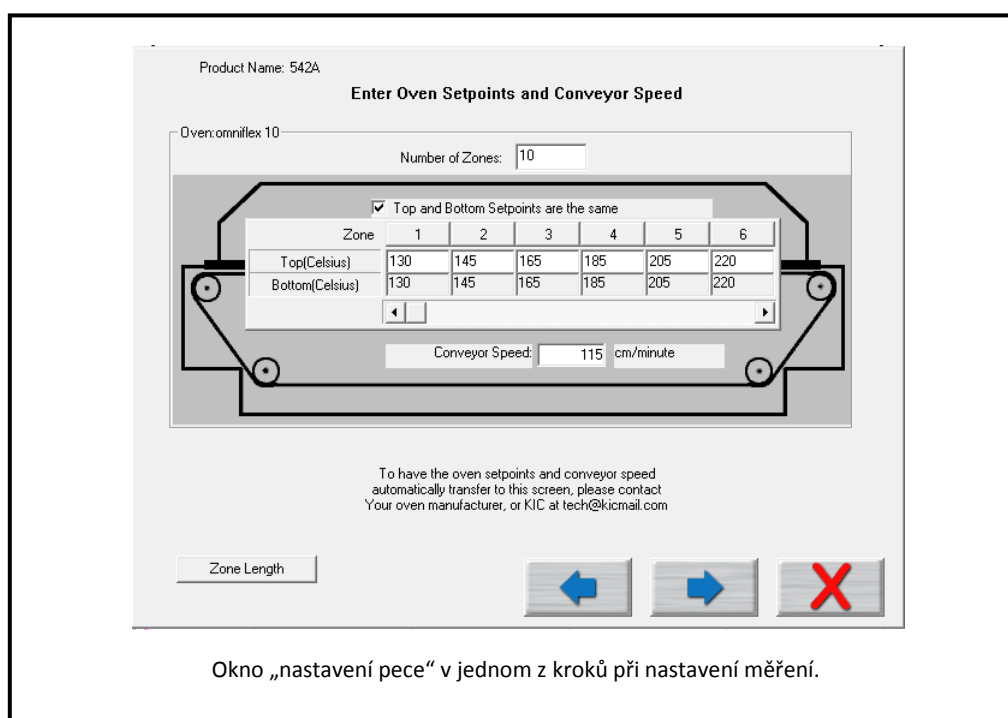 Product Name: 542A
Enter Oven Setpoints and Conveyor Speed
Oven:omniflex 10
Number of Zones: 10
Top and Bottom Setpoints are the same
Zone 1 2 3 4 5 6
Top(Celsius) 130 145 165 185 205 220
Bottom(Celsius) 130 145 165 185 205 220
Conveyor Speed: 115 cm/minute
To have the oven setpoints and conveyor speed
automatically transfer to this screen, please contact
Your oven manufacturer, or KIC at tech@kicmail.com
Zone Length
Okno „nastavení pece“ v jednom z kroků při nastavení měření.